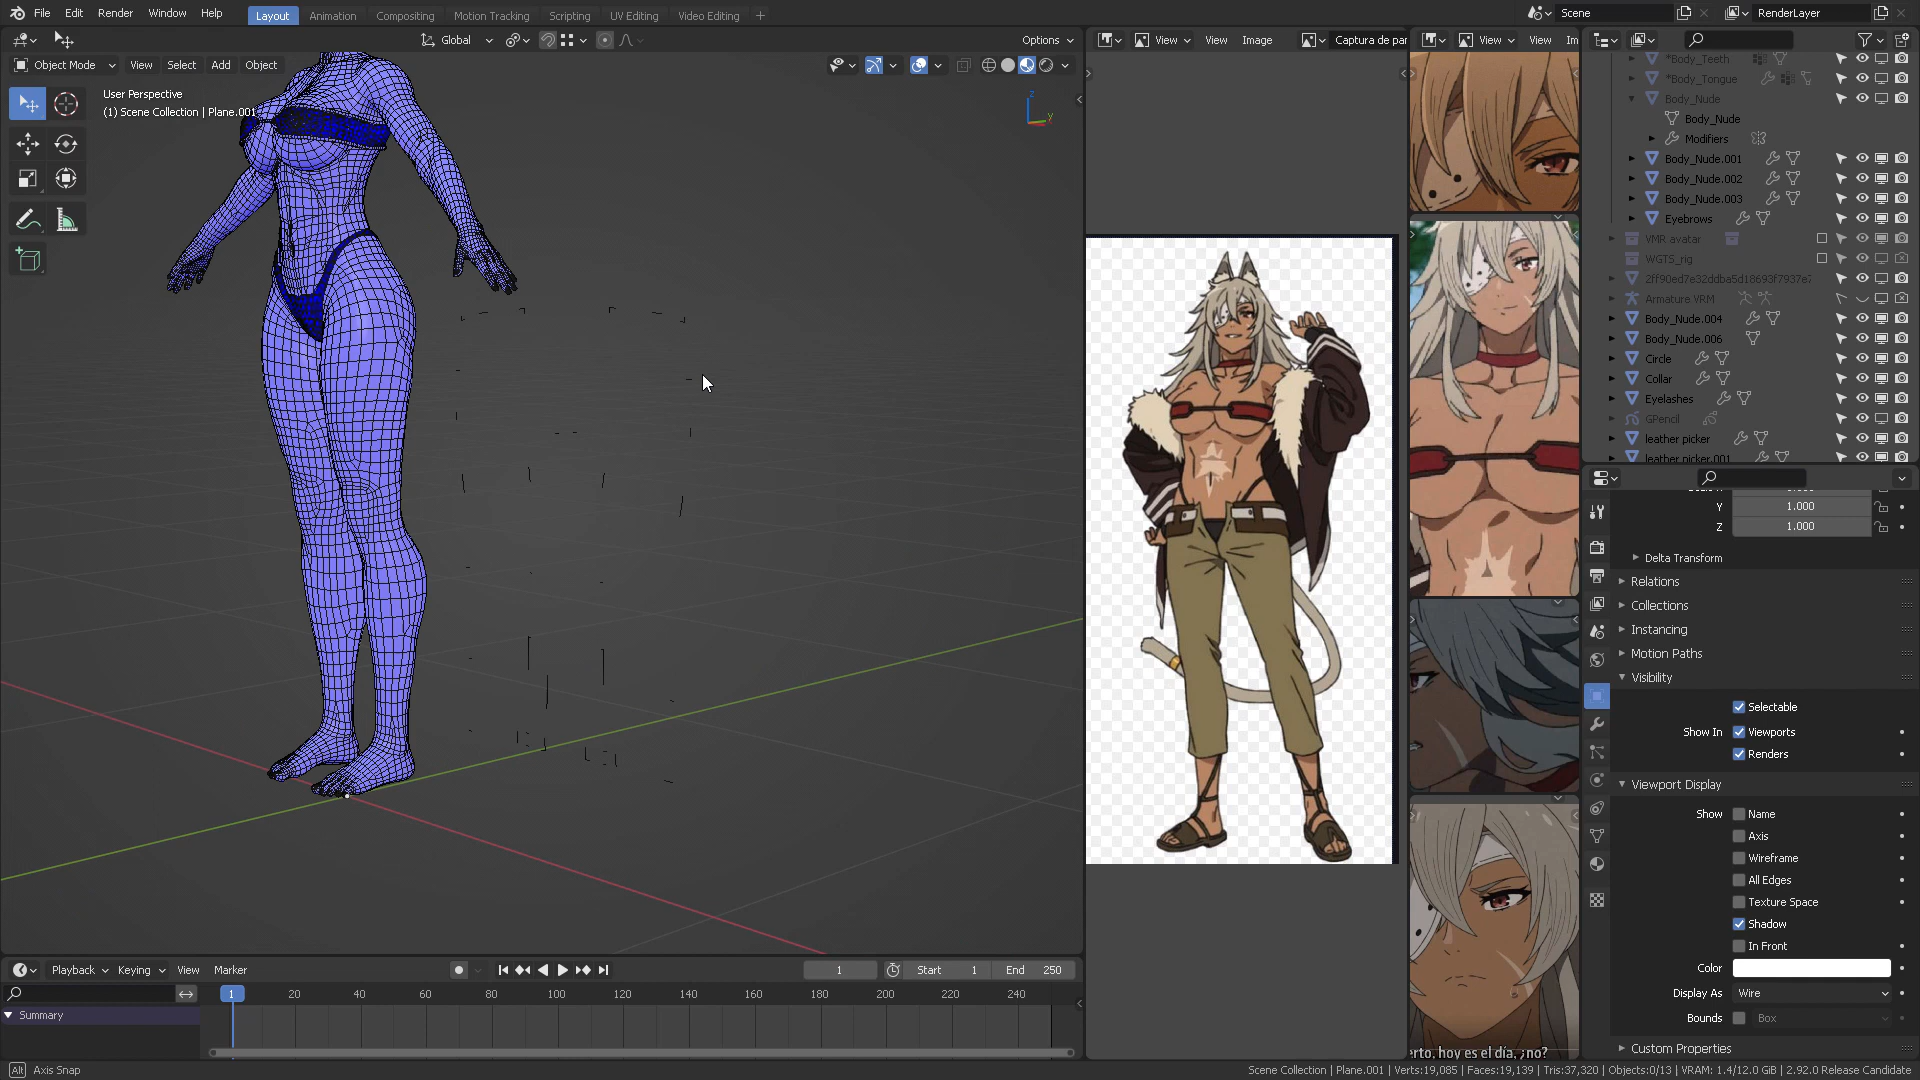 File Edit Render Window Help
Layout Animation Compositing Motion Tracking Scripting UV Editing Video Editing +
Scene
RenderLayer
Global
Options
View View Image Captura de par
View View Im
Object Mode View Select Add Object
User Perspective
(1) Scene Collection | Plane.001
z
y
*Body_Teeth
*Body_Tongue
Body_Nude
Body_Nude
Modifiers
Body_Nude.001
Body_Nude.002
Body_Nude.003
Eyebrows
VMR avatar
WGTS_rig
Armature VRM
Body_Nude.004
Body_Nude.006
Circle
Collar
Eyelashes
GPencil
leather picker
leather picker.001
Y 1.000
Z 1.000
Delta Transform
Relations
Collections
Instancing
Motion Paths
Visibility
Selectable
Show In Viewports
Renders
Viewport Display
Show Name
Axis
Wireframe
All Edges
Texture Space
Shadow
In Front
Color
Display As Wire
Bounds Box
Custom Properties
erto, hoy es el día, ¿no?
Playback Keying View Marker
1 Start 1 End 250
1 20 40 60 80 100 120 140 160 180 200 220 240
Summary
Alt Axis Snap
Scene Collection | Plane.001 | Verts:19,085 | Faces:19,139 | Tris:37,320 | Objects:0/13 | VRAM: 1.4/12.0 GiB | 2.92.0 Release Candidate